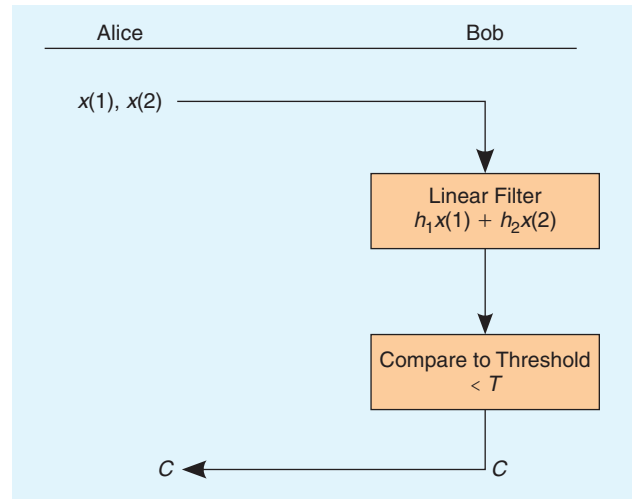 Alice Bob
x(1), x(2)
Linear Filter
h₁x(1) + h₂x(2)
Compare to Threshold
< T
C C